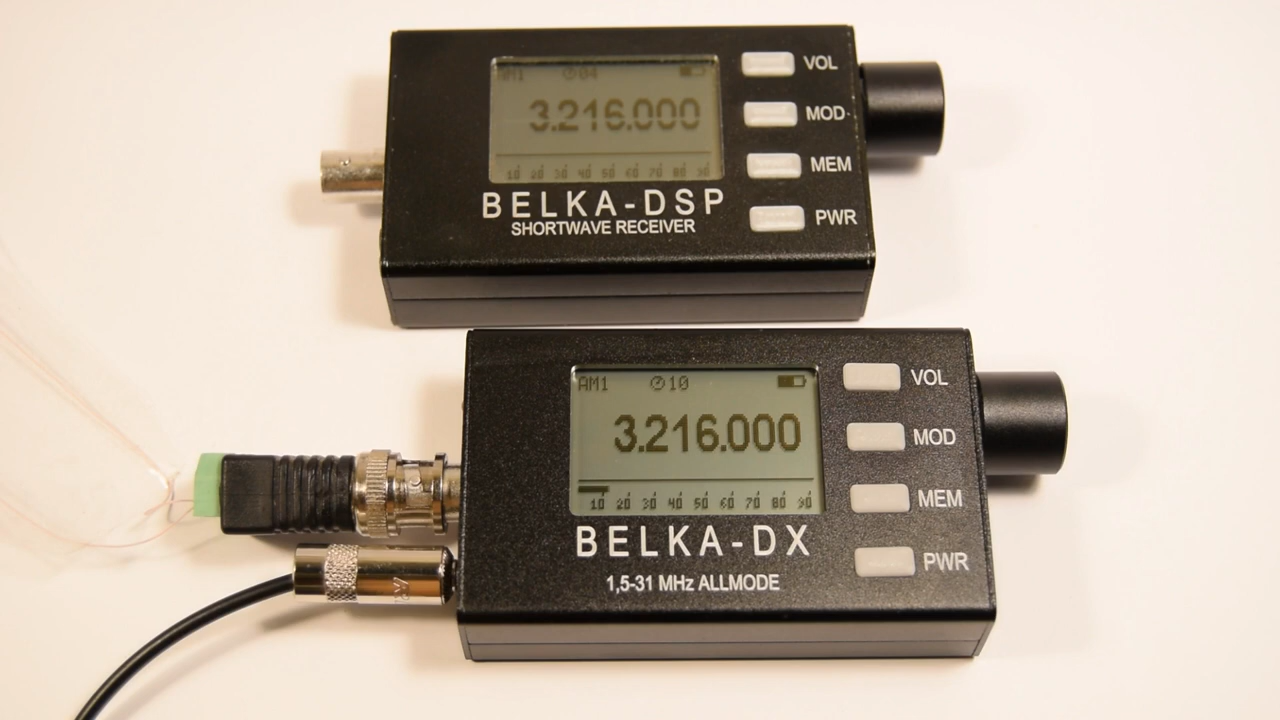 AM1 04
3.216.000
10 20 30 40 50 60 70 80 90
BELKA-DSP
SHORTWAVE RECEIVER
VOL
MOD
MEM
PWR
AM1 10
3.216.000
10 20 30 40 50 60 70 80 90
BELKA-DX
1,5-31 MHz ALLMODE
VOL
MOD
MEM
PWR